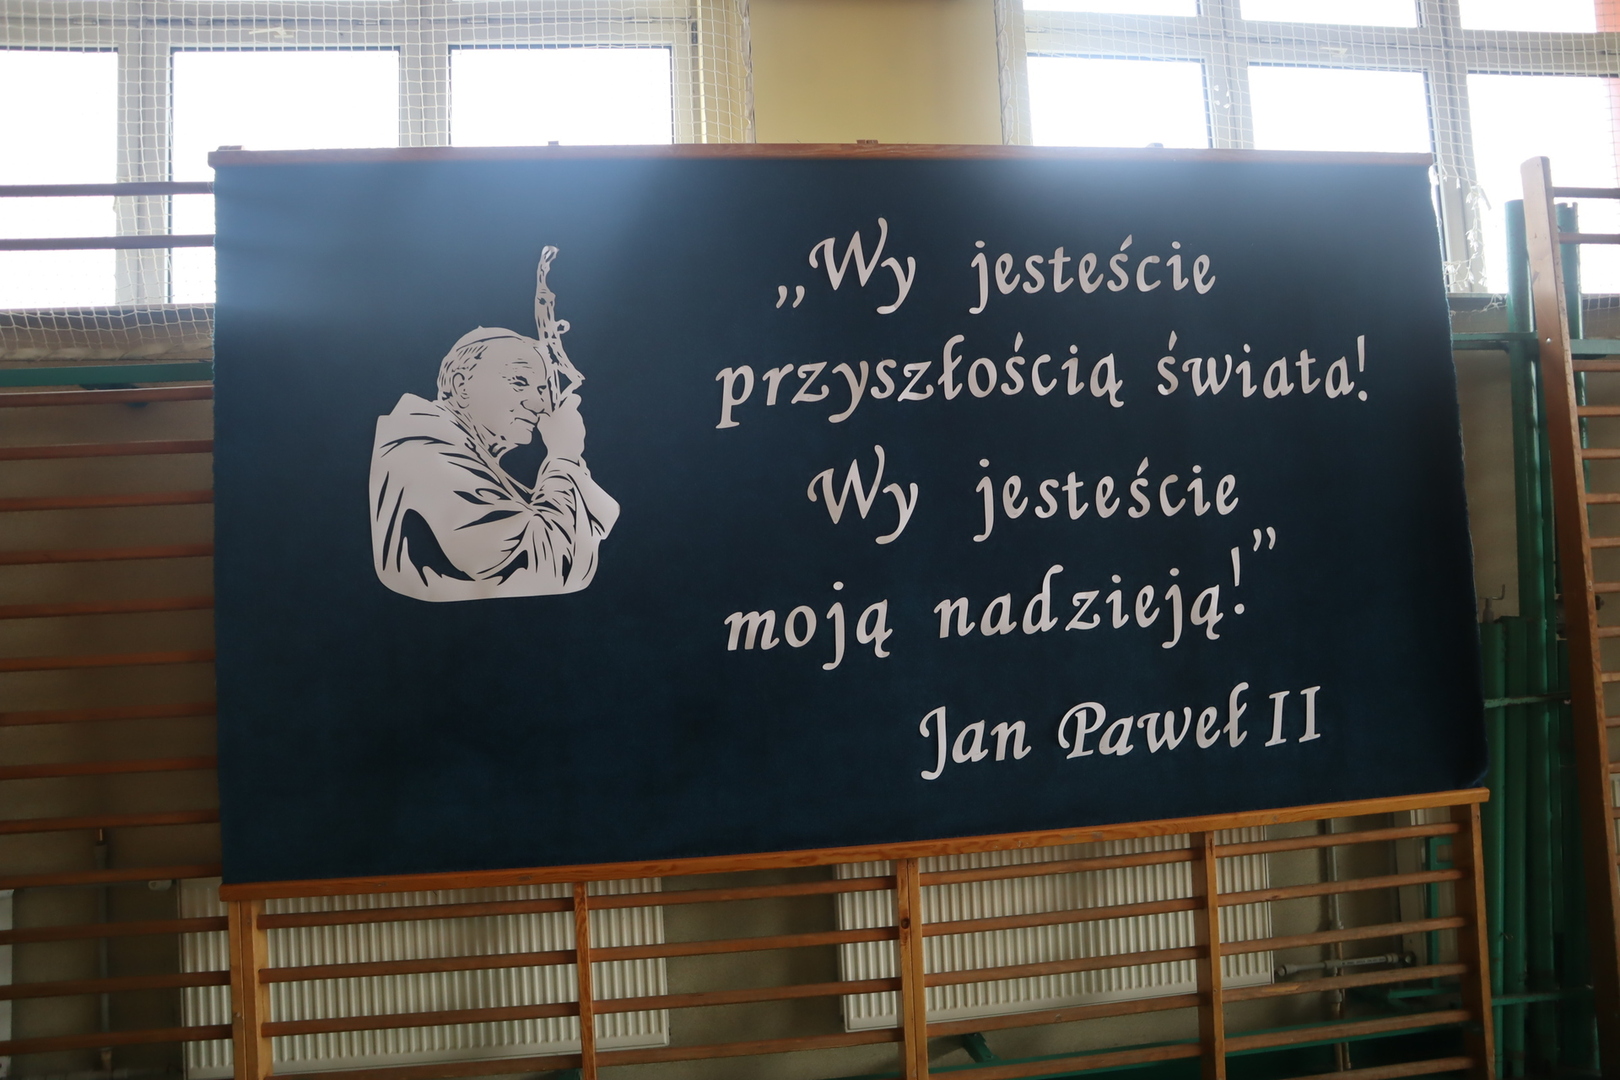 „Wy jesteście
przyszłością świata!
Wy jesteście
moją nadzieją!”
Jan Paweł II